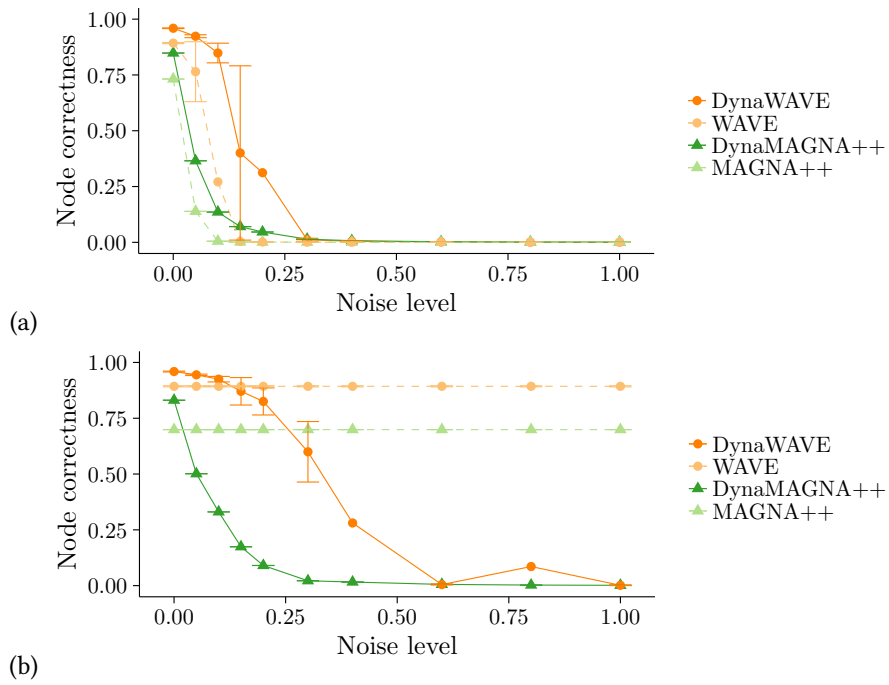 1.00
0.75
0.50
0.25
0.00
Node correctness
0.00 0.25 0.50 0.75 1.00
Noise level
DynaWAVE
WAVE
DynaMAGNA++
MAGNA++
(a)
1.00
0.75
0.50
0.25
0.00
Node correctness
0.00 0.25 0.50 0.75 1.00
Noise level
DynaWAVE
WAVE
DynaMAGNA++
MAGNA++
(b)